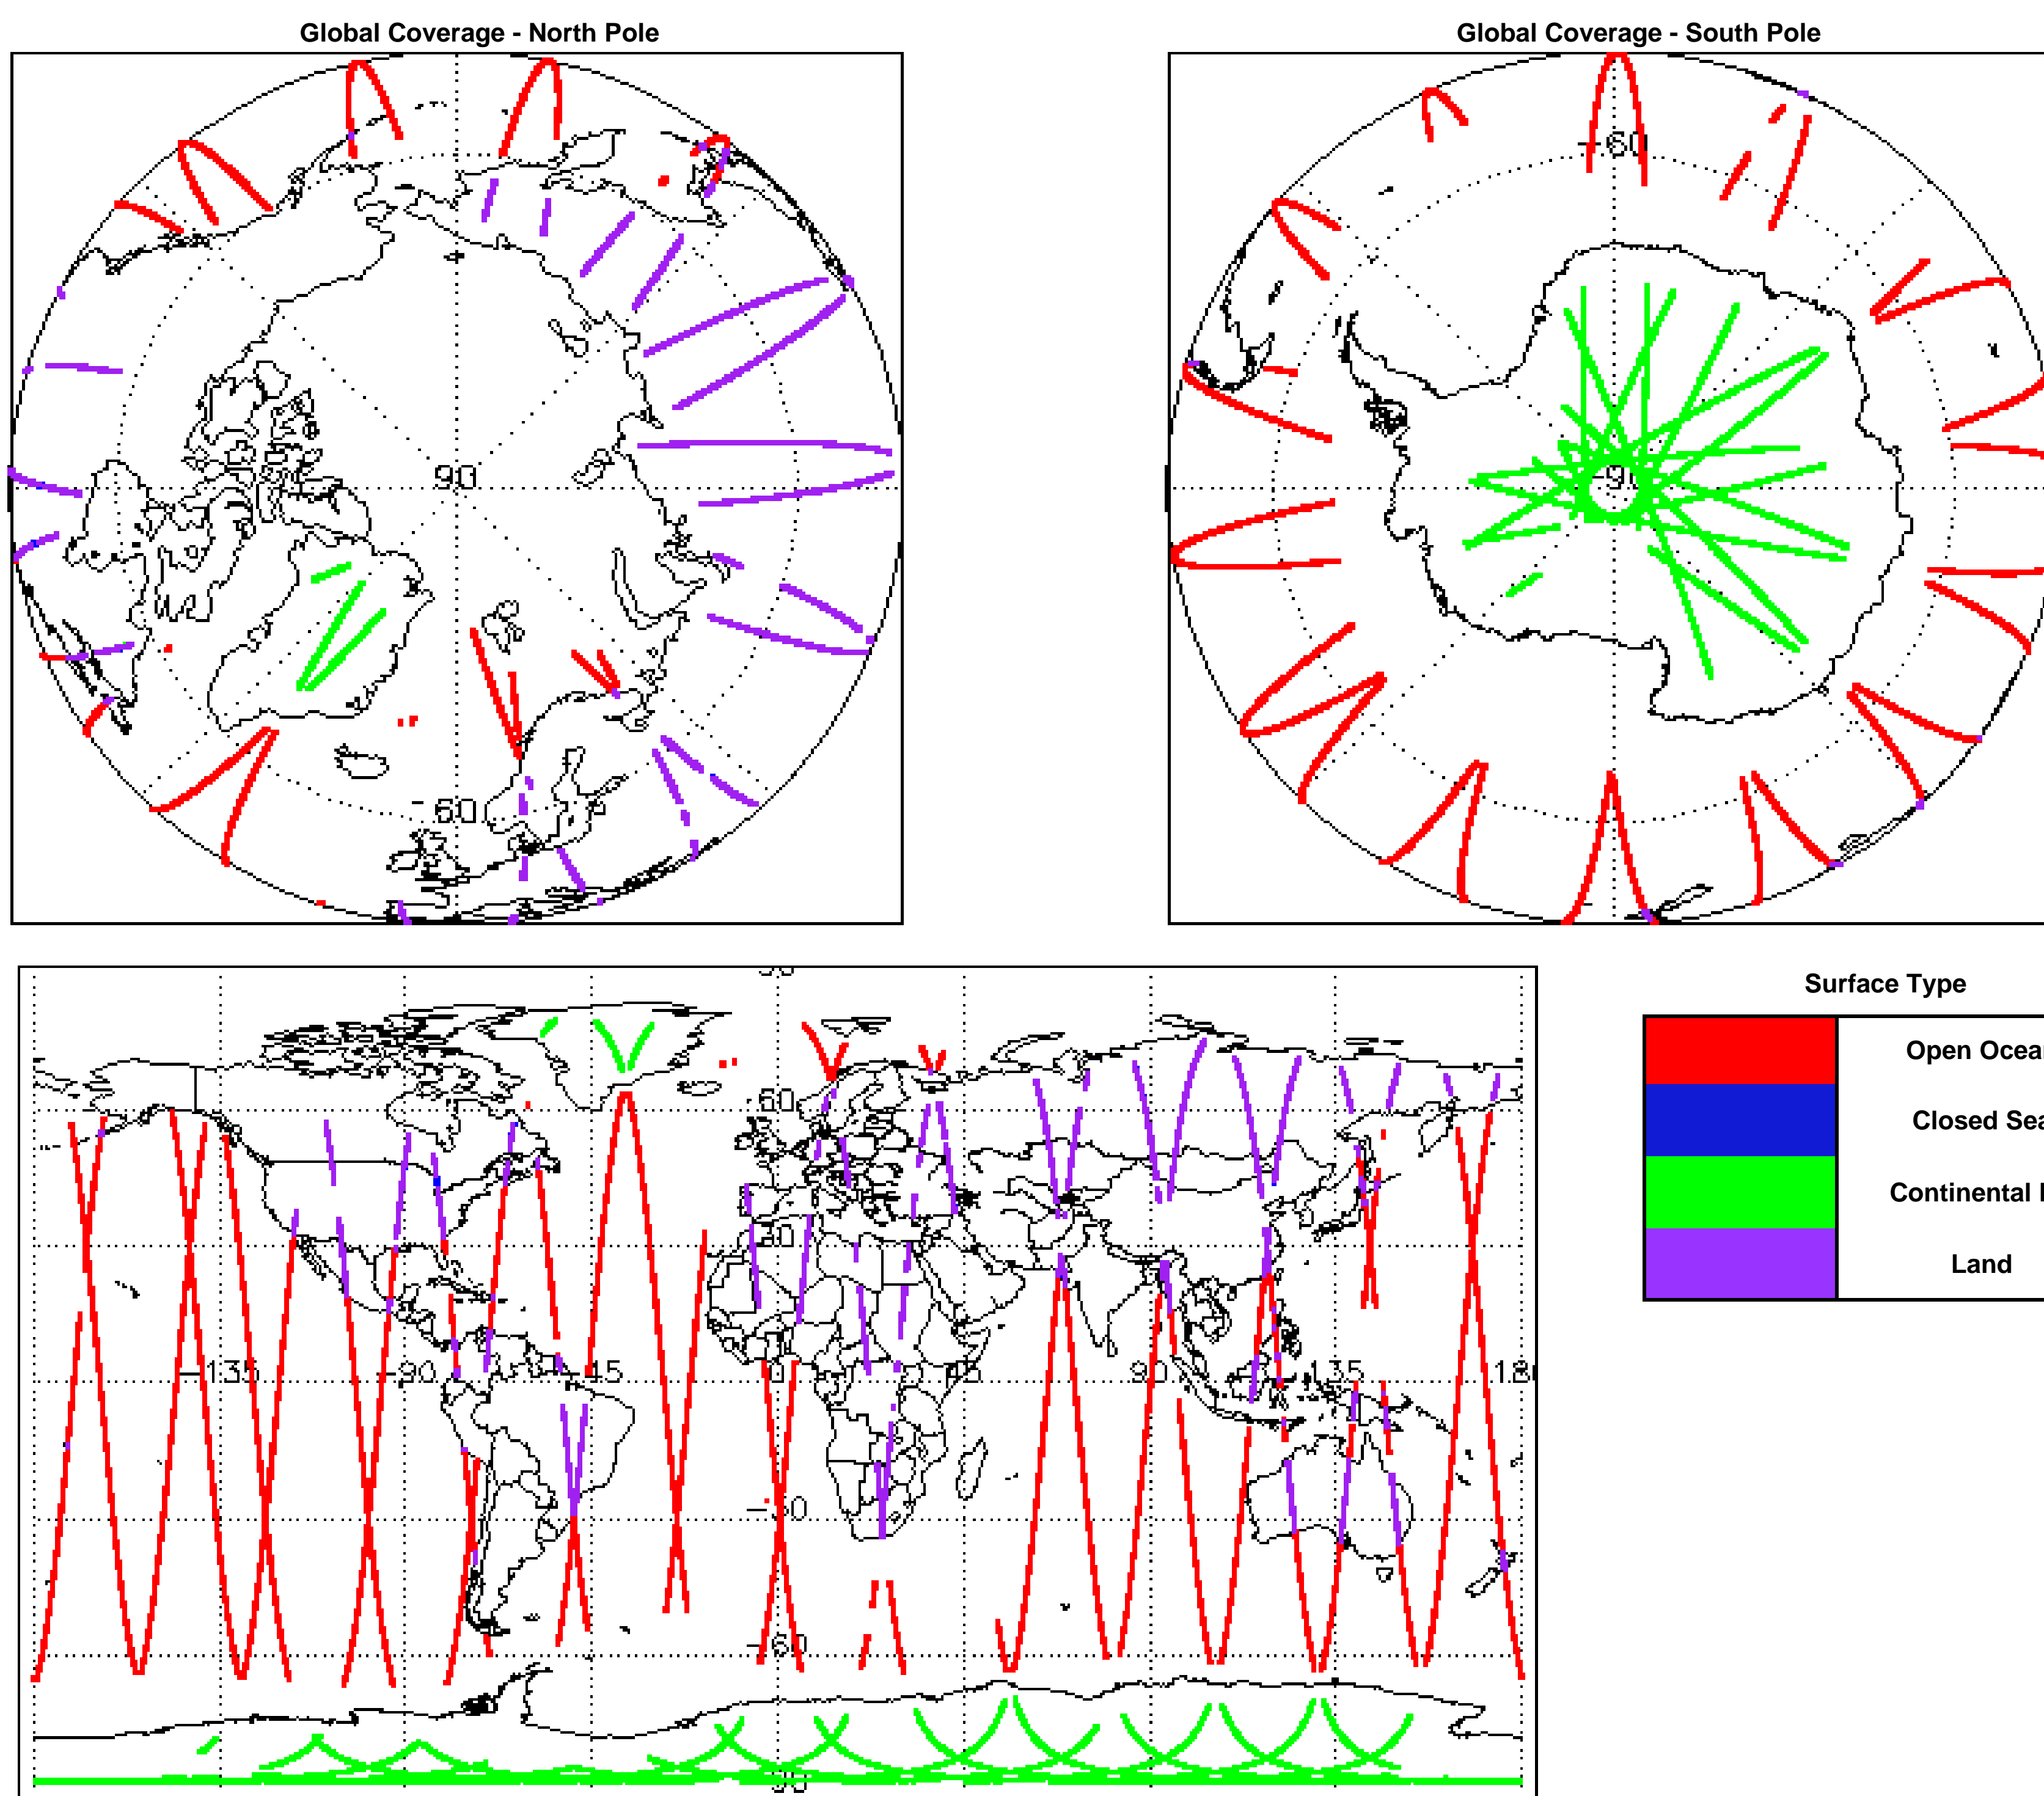 Global Coverage - North Pole
Global Coverage - South Pole
90
60
-60
-90
60
30
-135
-90
-45
0
45
90
135
-30
-60
-90
Surface Type
Open Ocea
Closed Sea
Continental I
Land